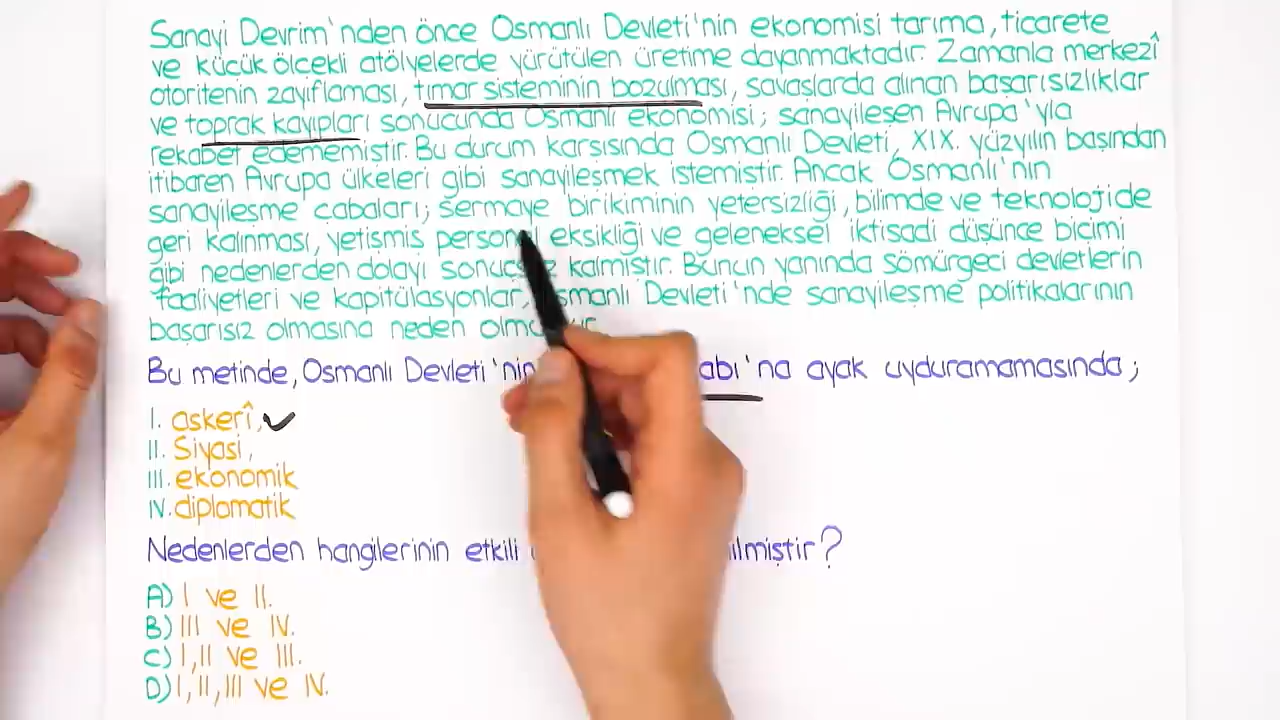 Sanayi Devrim'nden önce Osmanlı Devleti'nin ekonomisi tarıma, ticarete
ve küçük ölçekli atölyelerde yürütülen üretime dayanmaktadır. Zamanla merkezî
otoritenin zayıflaması, tımar sisteminin bozulması, savaşlarda alınan başarısızlıklar
ve toprak kayıpları sonucunda Osmanlı ekonomisi; sanayileşen Avrupa'yla
rekabet edememiştir. Bu durum karşısında Osmanlı Devleti, XIX. yüzyılın başından
itibaren Avrupa ülkeleri gibi sanayileşmek istemiştir. Ancak Osmanlı'nın
sanayileşme çabaları; sermaye birikiminin yetersizliği, bilimde ve teknolojide
geri kalınması, yetişmiş personel eksikliği ve geleneksel iktisadi düşünce biçimi
gibi nedenlerden dolayı sonuçsuz kalmıştır. Bunun yanında sömürgeci devletlerin
faaliyetleri ve kapitülasyonlar, Osmanlı Devleti'nde sanayileşme politikalarının
başarısız olmasına neden
Bu metinde, Osmanlı Devleti'nin abı'na ayak uyduramamasında;
I. askerî,
II. Siyasi,
III. ekonomik
IV. diplomatik
Nedenlerden hangilerinin etkili ilmiştir?
A) I ve II.
B) III ve IV.
C) I, II ve III.
D) I, II, III ve IV.